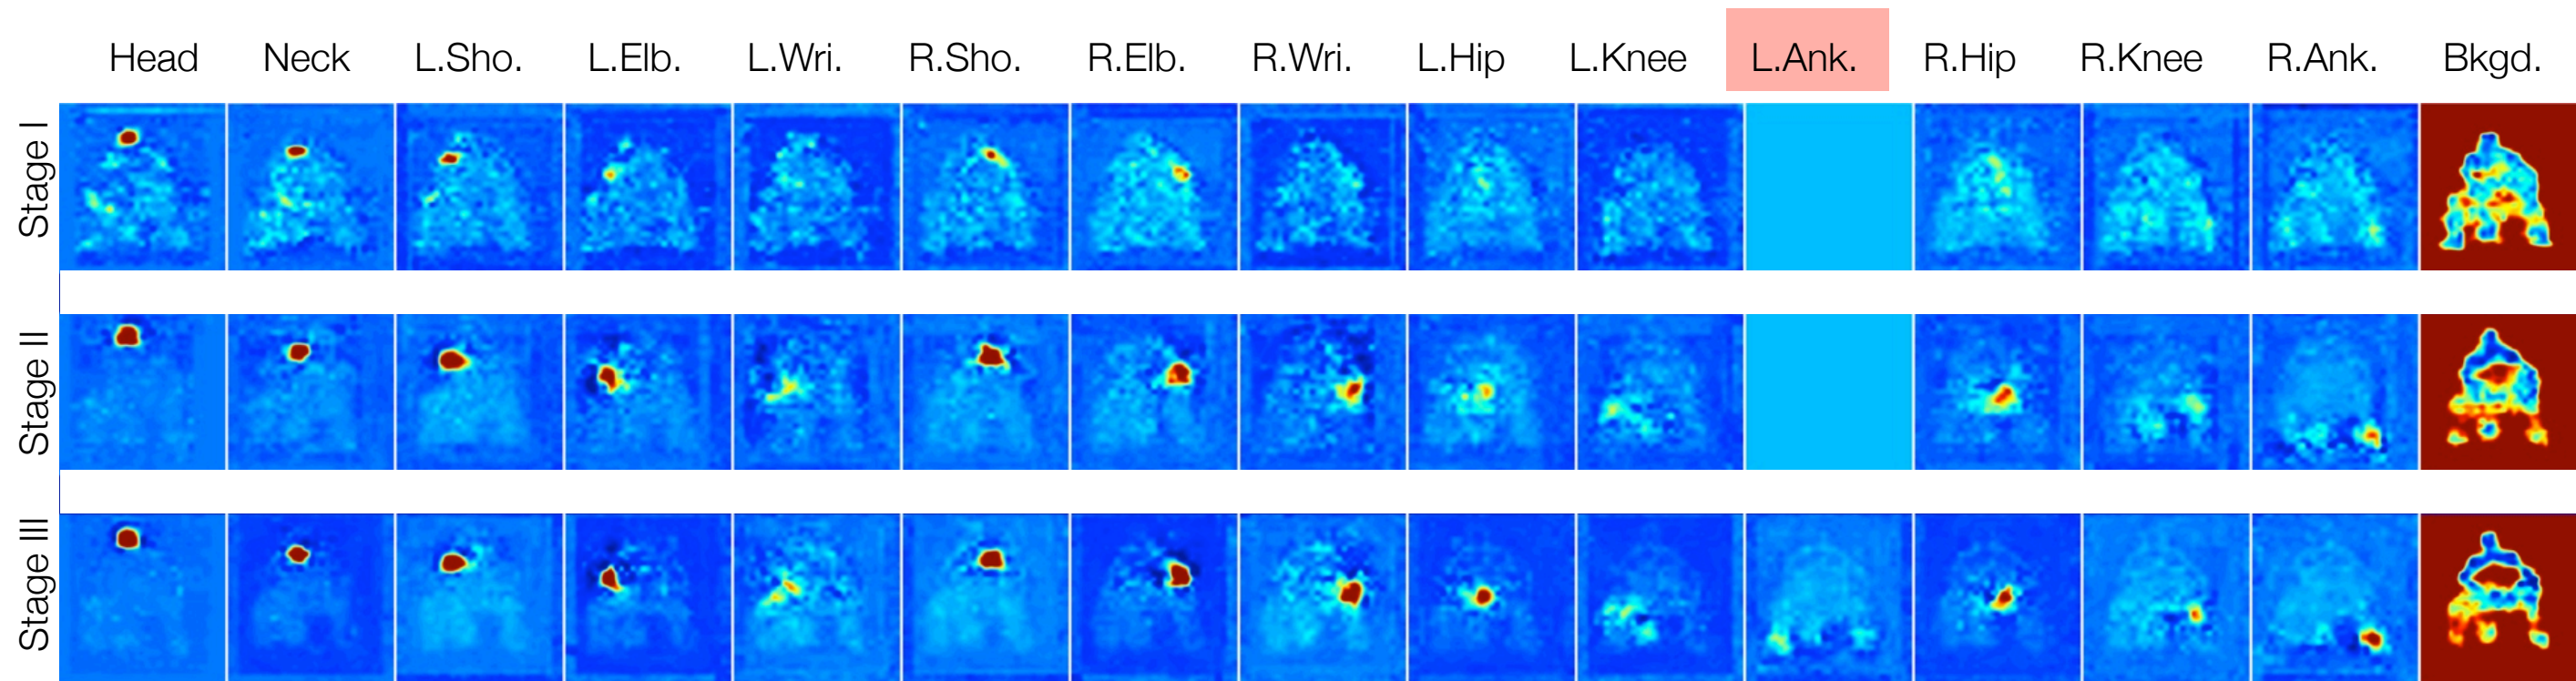 Head Neck L.Sho. L.Elb. L.Wri. R.Sho. R.Elb. R.Wri. L.Hip L.Knee L.Ank. R.Hip R.Knee R.Ank. Bkgd.
Stage I
Stage II
Stage III